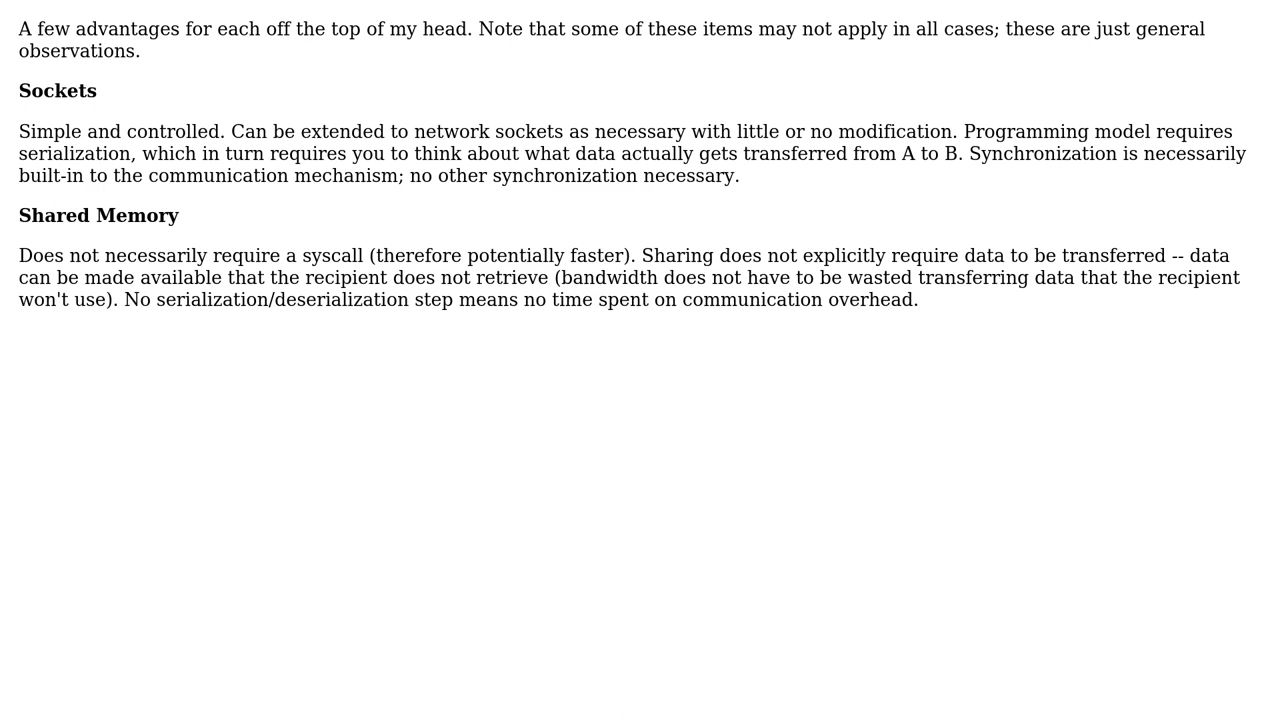 A few advantages for each off the top of my head. Note that some of these items may not apply in all cases; these are just general
observations.
Sockets
Simple and controlled. Can be extended to network sockets as necessary with little or no modification. Programming model requires
serialization, which in turn requires you to think about what data actually gets transferred from A to B. Synchronization is necessarily
built-in to the communication mechanism; no other synchronization necessary.
Shared Memory
Does not necessarily require a syscall (therefore potentially faster). Sharing does not explicitly require data to be transferred -- data
can be made available that the recipient does not retrieve (bandwidth does not have to be wasted transferring data that the recipient
won't use). No serialization/deserialization step means no time spent on communication overhead.